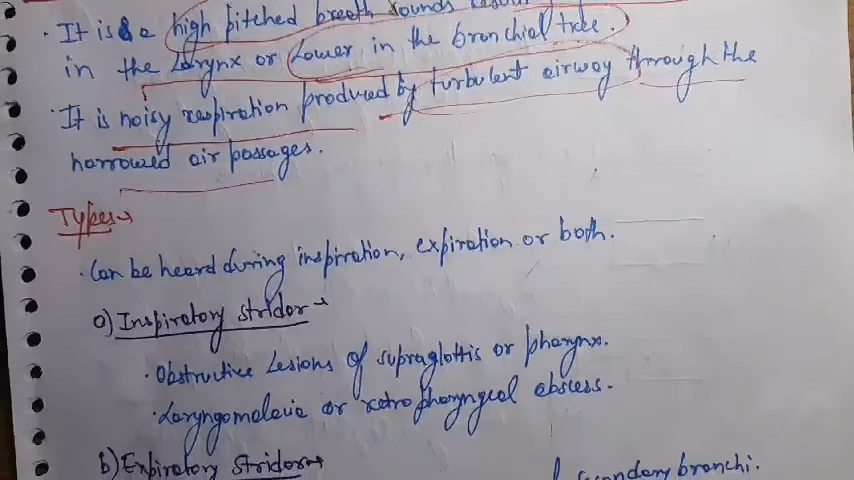 · It is a high pitched breath sounds
in the Larynx or Lower in the bronchial tree.
· It is noisy respiration produced by turbulent airway through the
narrowed air passages.
Types→
· Can be heard during inspiration, expiration or both.
a) Inspiratory stridor→
· Obstructive Lesions of supraglottis or pharynx.
· Laryngomalacia or retropharyngeal abscess.
b) Expiratory stridor→
secondary bronchi.